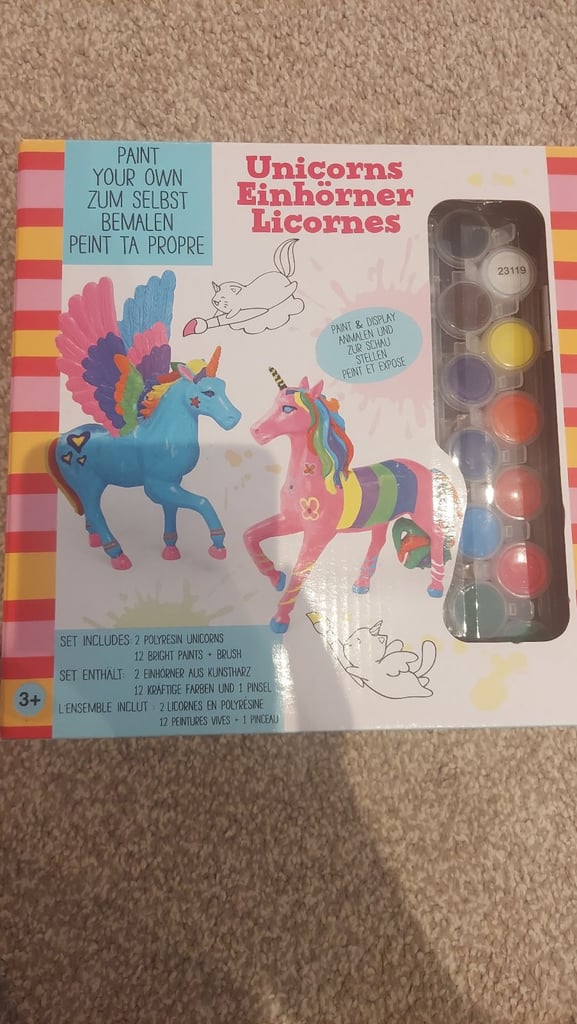 PAINT
YOUR OWN
ZUM SELBST
BEMALEN
PEINT TA PROPRE
Unicorns
Einhörner
Licornes
23119
PAINT & DISPLAY
ANMALEN UND
ZUR SCHAU
STELLEN
PEINT ET EXPOSE
SET INCLUDES: 2 POLYRESIN UNICORNS
12 BRIGHT PAINTS + BRUSH
SET ENTHÄLT: 2 EINHÖRNER AUS KUNSTHARZ
12 KRÄFTIGE FARBEN UND 1 PINSEL
L'ENSEMBLE INCLUT : 2 LICORNES EN POLYRÉSINE
12 PEINTURES VIVES + 1 PINCEAU
3+